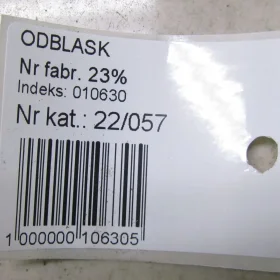 ODBLASK
Nr fabr. 23%
Indeks: 010630
Nr kat.: 22/057
1 000000 106305